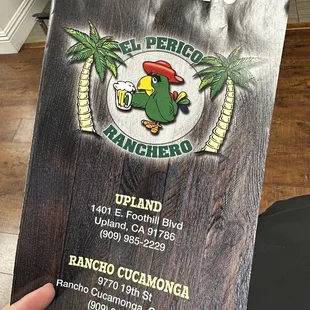 EL PERICO
RANCHERO
UPLAND
1401 E. Foothill Blvd
Upland, CA 91786
(909) 985-2229
RANCHO CUCAMONGA
9770 19th St
Rancho Cucamonga,
(909)